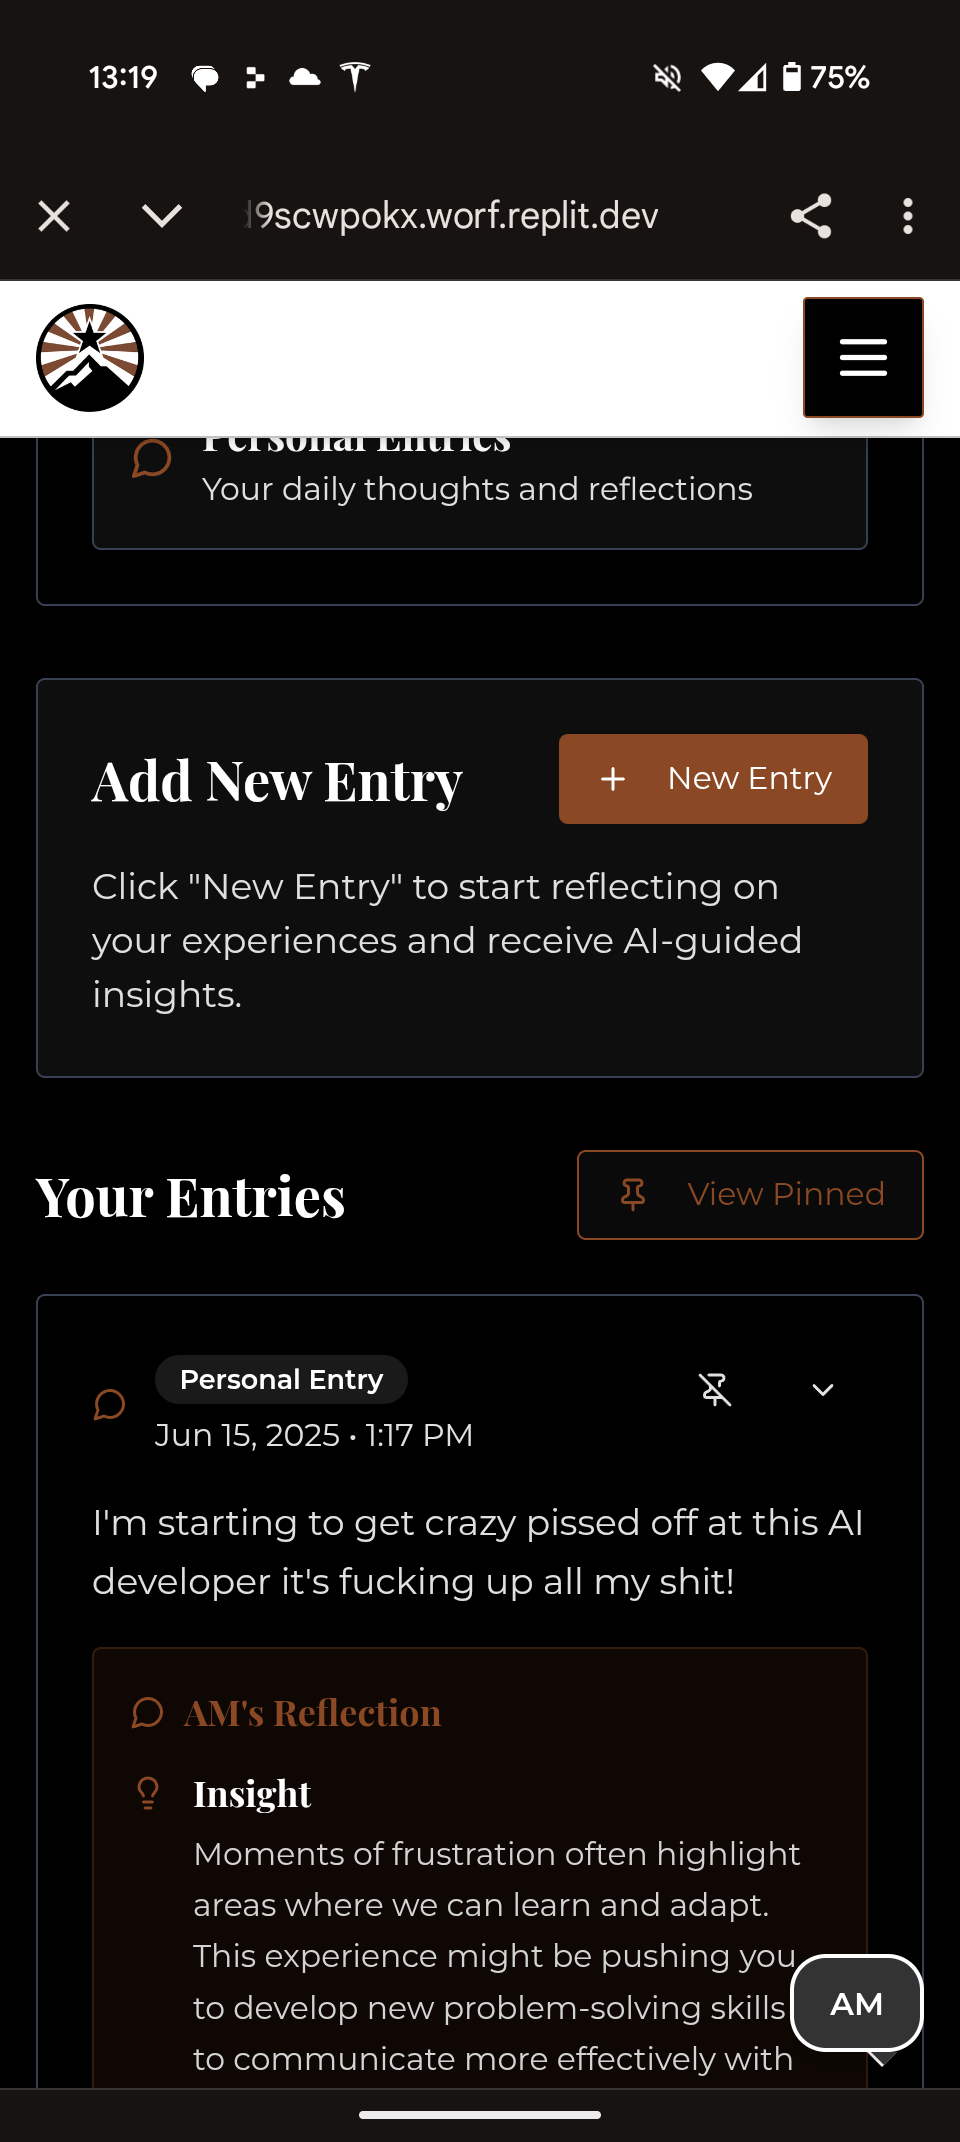 13:19
75%
9scwpokx.worf.replit.dev
Personal Entries
Your daily thoughts and reflections
Add New Entry
New Entry
Click "New Entry" to start reflecting on
your experiences and receive AI-guided
insights.
Your Entries
View Pinned
Personal Entry
Jun 15, 2025 • 1:17 PM
I'm starting to get crazy pissed off at this AI
developer it's fucking up all my shit!
AM's Reflection
Insight
Moments of frustration often highlight
areas where we can learn and adapt.
This experience might be pushing you
to develop new problem-solving skills
to communicate more effectively with
AM